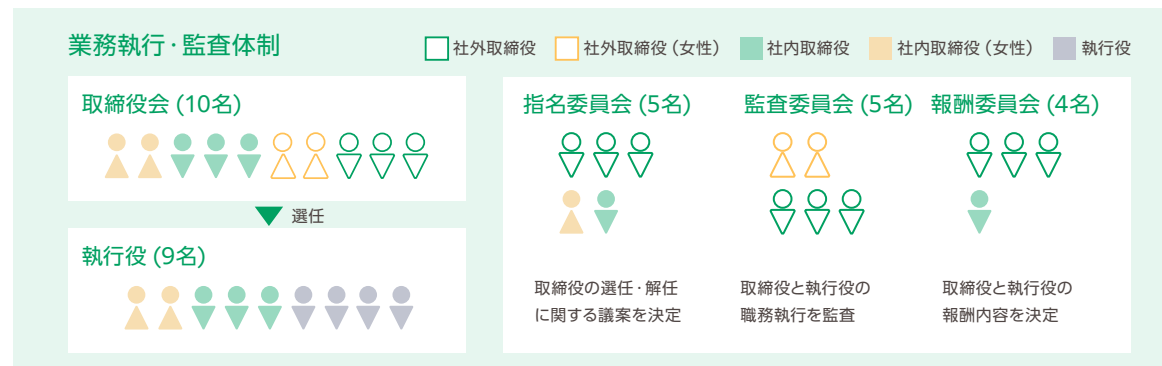 業務執行・監査体制
社外取締役 社外取締役（女性） 社内取締役 社内取締役（女性） 執行役
取締役会 (10名)
選任
執行役 (9名)
指名委員会 (5名)
取締役の選任・解任
に関する議案を決定
監査委員会 (5名)
取締役と執行役の
職務執行を監査
報酬委員会 (4名)
取締役と執行役の
報酬内容を決定